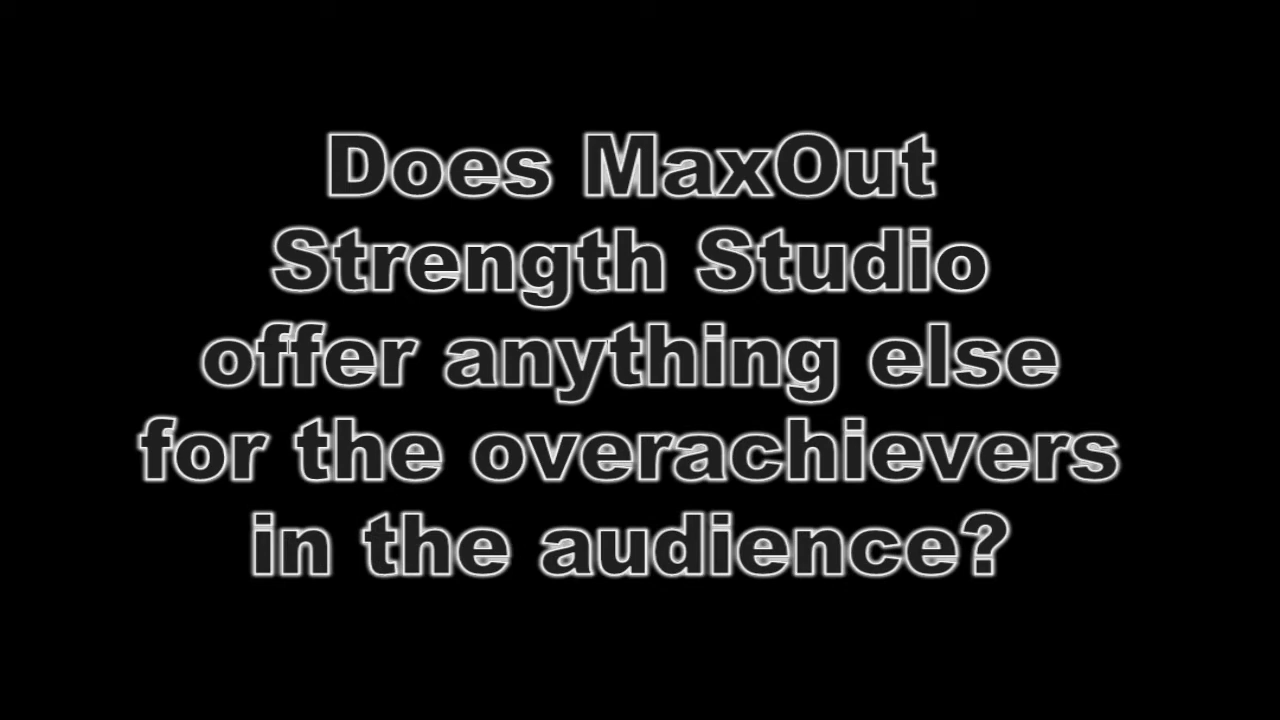 Does MaxOut
Strength Studio
offer anything else
for the overachievers
in the audience?